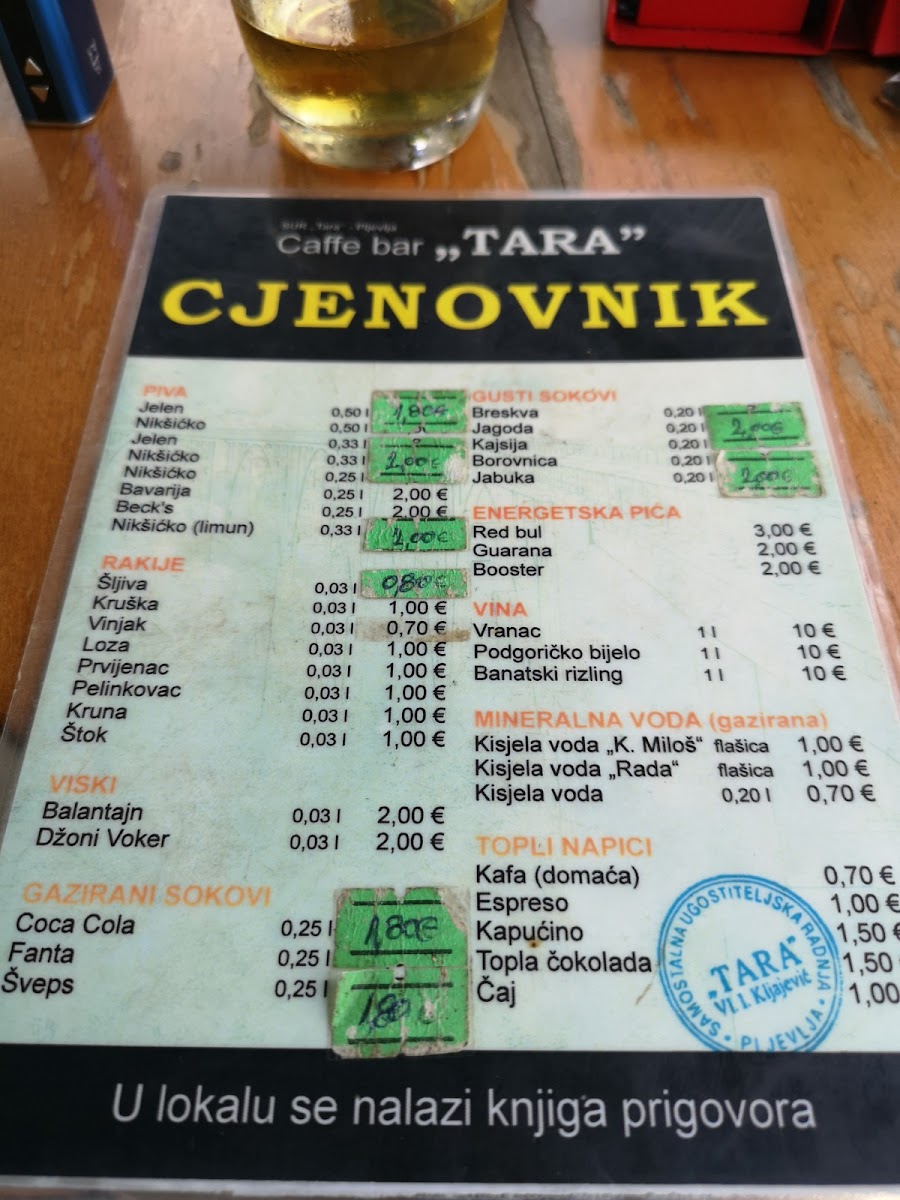 SUR „Tara“ - Pljevlja
Caffe bar „TARA”
CJENOVNIK
PIVA
Jelen 0,50 l 1,80€
Nikšićko 0,50 l
Jelen 0,33 l
Nikšićko 0,33 l 2,00€
Nikšićko 0,25 l
Bavarija 0,25 l 2,00 €
Beck's 0,25 l 2,00 €
Nikšićko (limun) 0,33 l 2,00€
RAKIJE
Šljiva 0,03 l 0,80€
Kruška 0,03 l 1,00 €
Vinjak 0,03 l 0,70 €
Loza 0,03 l 1,00 €
Prvijenac 0,03 l 1,00 €
Pelinkovac 0,03 l 1,00 €
Kruna 0,03 l 1,00 €
Štok 0,03 l 1,00 €
VISKI
Balantajn 0,03 l 2,00 €
Džoni Voker 0,03 l 2,00 €
GAZIRANI SOKOVI
Coca Cola 0,25 l 1,80€
Fanta 0,25 l
Šveps 0,25 l 1,80
GUSTI SOKOVI
Breskva 0,20 l
Jagoda 0,20 l 2,00€
Kajsija 0,20 l
Borovnica 0,20 l
Jabuka 0,20 l 2,00€
ENERGETSKA PIĆA
Red bul 3,00 €
Guarana 2,00 €
Booster 2,00 €
VINA
Vranac 1 l 10 €
Podgoričko bijelo 1 l 10 €
Banatski rizling 1 l 10 €
MINERALNA VODA (gazirana)
Kisjela voda „K. Miloš“ flašica 1,00 €
Kisjela voda „Rada“ flašica 1,00 €
Kisjela voda 0,20 l 0,70 €
TOPLI NAPICI
Kafa (domaća) 0,70 €
Espreso 1,00 €
Kapućino 1,50 €
Topla čokolada 1,50
Čaj 1,00
SAMOSTALNA UGOSTITELJSKA RADNJA • PLJEVLJA •
„TARA”
Vl. I. Kljajević
U lokalu se nalazi knjiga prigovora